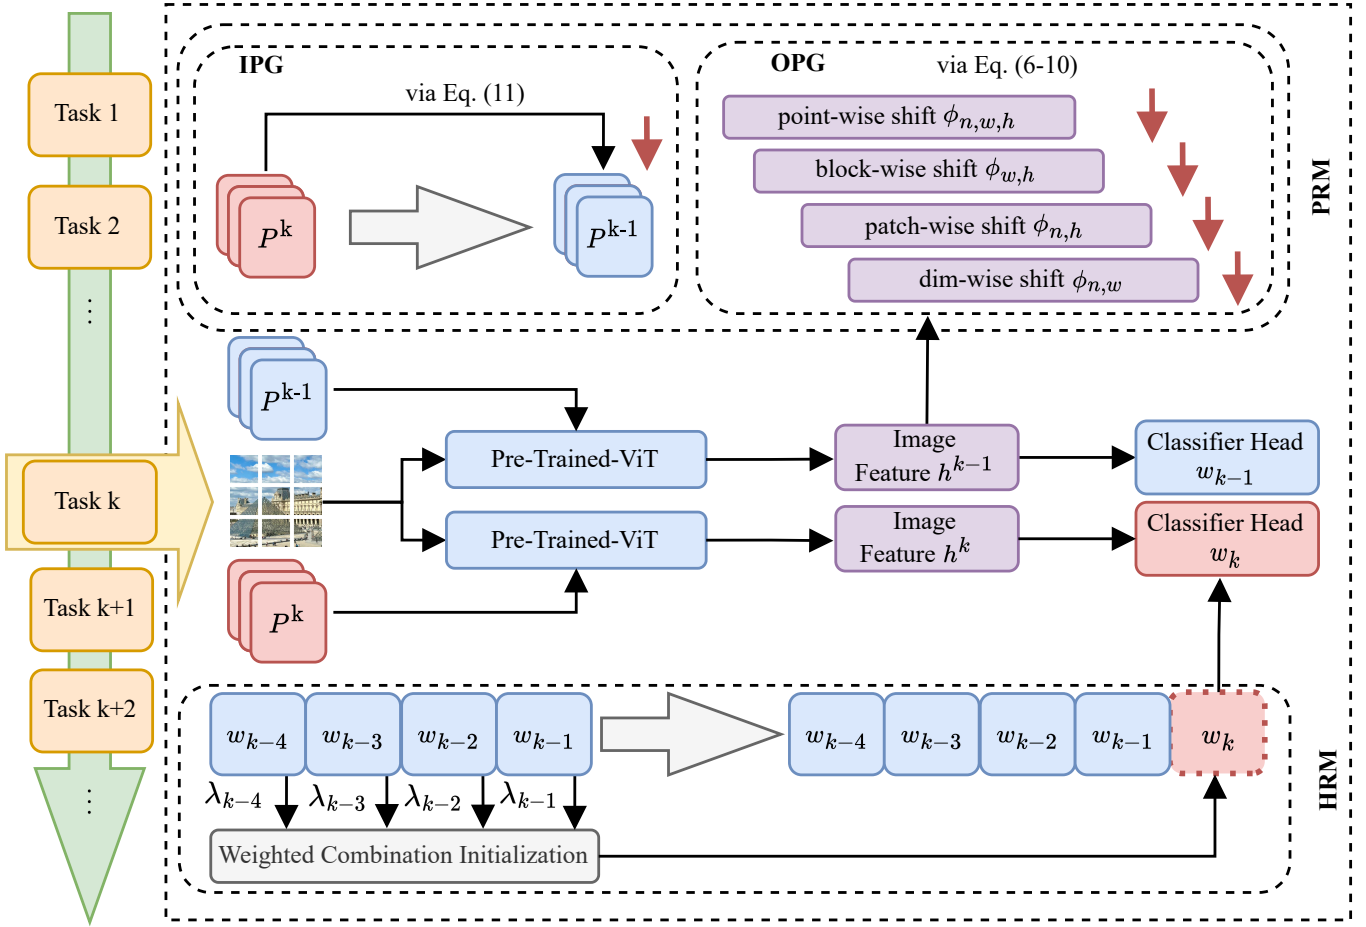 Task 1
Task 2
⋮
Task k
Task k+1
Task k+2
⋮
IPG
via Eq. (11)
P^k
P^{k-1}
OPG
via Eq. (6-10)
point-wise shift ϕ_{n,w,h}
block-wise shift ϕ_{w,h}
patch-wise shift ϕ_{n,h}
dim-wise shift ϕ_{n,w}
PRM
P^{k-1}
Pre-Trained-ViT
Image
Feature h^{k-1}
Classifier Head
w_{k-1}
Pre-Trained-ViT
Image
Feature h^k
Classifier Head
w_k
P^k
w_{k-4} w_{k-3} w_{k-2} w_{k-1}
w_{k-4} w_{k-3} w_{k-2} w_{k-1} w_k
λ_{k-4} λ_{k-3} λ_{k-2} λ_{k-1}
Weighted Combination Initialization
HRM